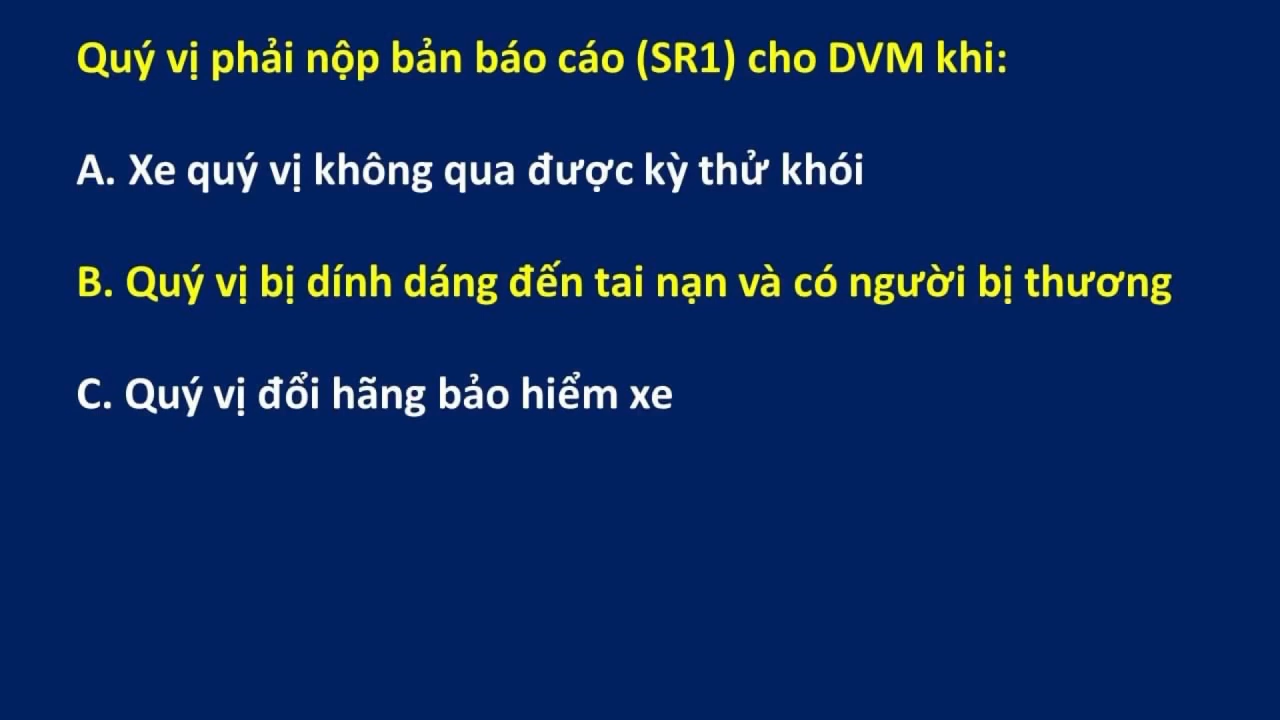 Quý vị phải nộp bản báo cáo (SR1) cho DVM khi:
A. Xe quý vị không qua được kỳ thử khói
B. Quý vị bị dính dáng đến tai nạn và có người bị thương
C. Quý vị đổi hãng bảo hiểm xe